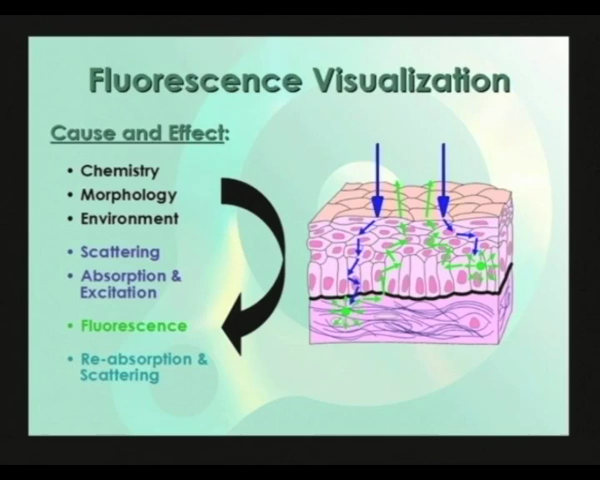 Fluorescence Visualization
Cause and Effect:
• Chemistry
• Morphology
• Environment
• Scattering
• Absorption &
Excitation
• Fluorescence
• Re-absorption &
Scattering